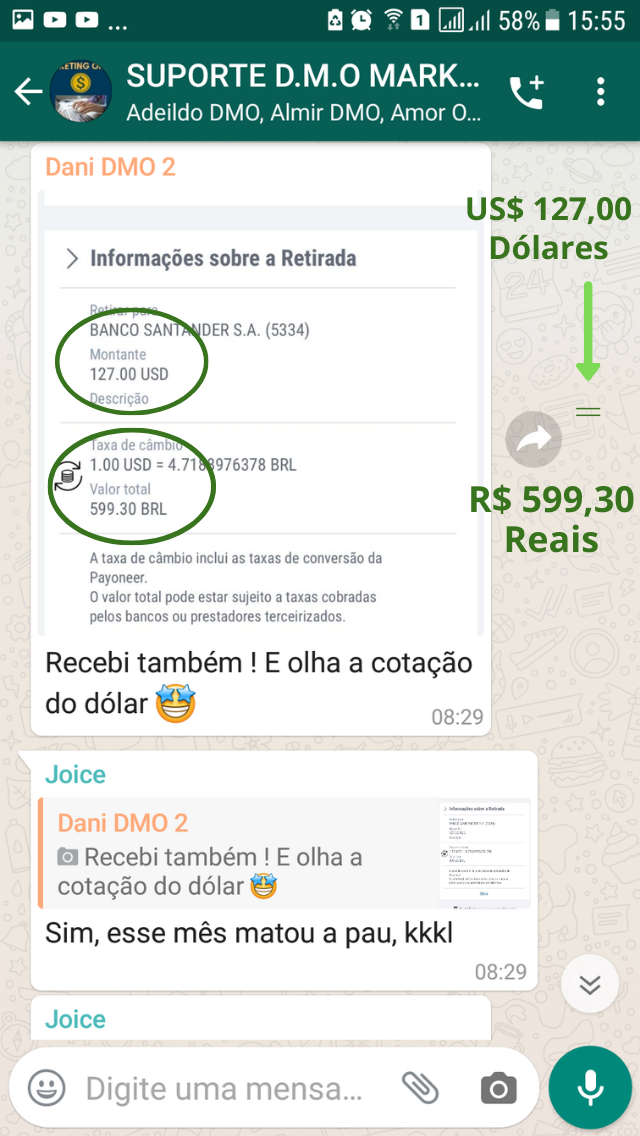 ... 1 58% 15:55
SUPORTE D.M.O MARK...
Adeildo DMO, Almir DMO, Amor O...
Dani DMO 2
US$ 127,00
Dólares
Informações sobre a Retirada
Retirar para
BANCO SANTANDER S.A. (5334)
Montante
127.00 USD
Descrição
Taxa de câmbio
1.00 USD = 4.7188976378 BRL
Valor total
599.30 BRL
=
R$ 599,30
Reais
A taxa de câmbio inclui as taxas de conversão da
Payoneer.
O valor total pode estar sujeito a taxas cobradas
pelos bancos ou prestadores terceirizados.
Recebi também ! E olha a cotação
do dólar 🤩
08:29
Joice
Dani DMO 2
Recebi também ! E olha a
cotação do dólar 🤩
Informações sobre a Retirada
Sim, esse mês matou a pau, kkkl
08:29
Joice
Digite uma mensa...